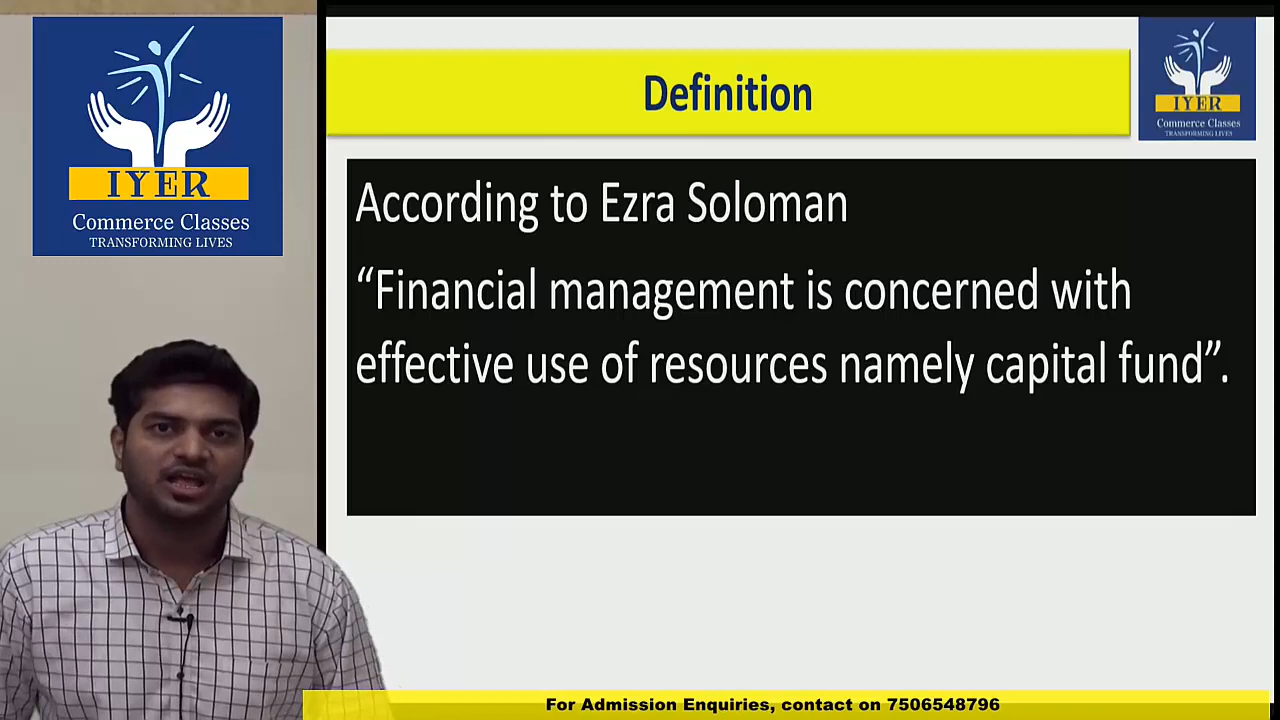 IYER
Commerce Classes
TRANSFORMING LIVES
Definition
IYER
Commerce Classes
TRANSFORMING LIVES
According to Ezra Soloman
“Financial management is concerned with
effective use of resources namely capital fund”.
For Admission Enquiries, contact on 7506548796